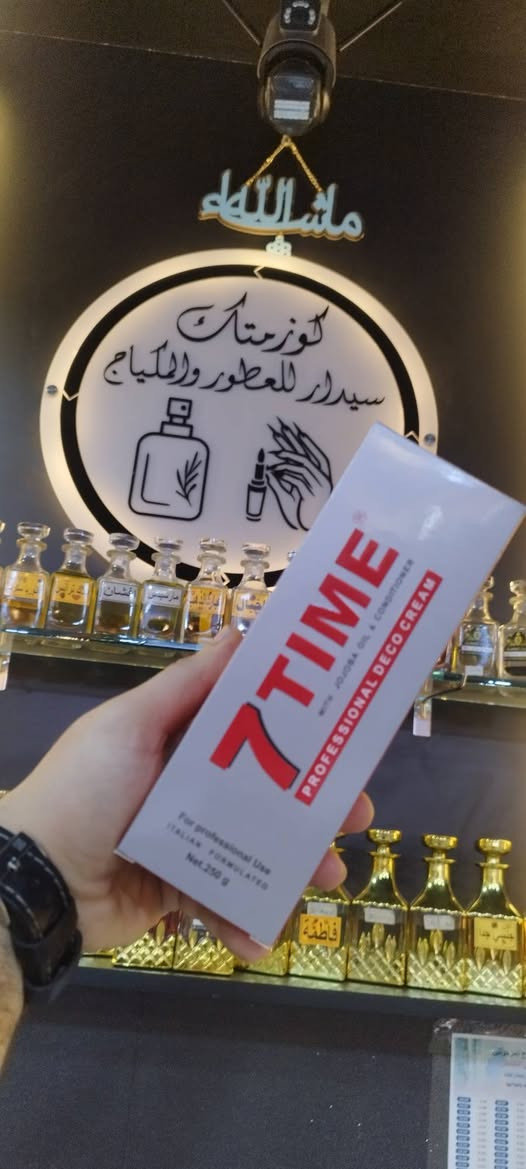 ماشاءالله
كوزمتك
سيدار للعطور والمكياج
7TIME®
WITH JOJOBA OIL & CONDITIONER
PROFESSIONAL DECO CREAM
For professional Use
ITALIAN FORMULATED
Net.250 g
فاطمة